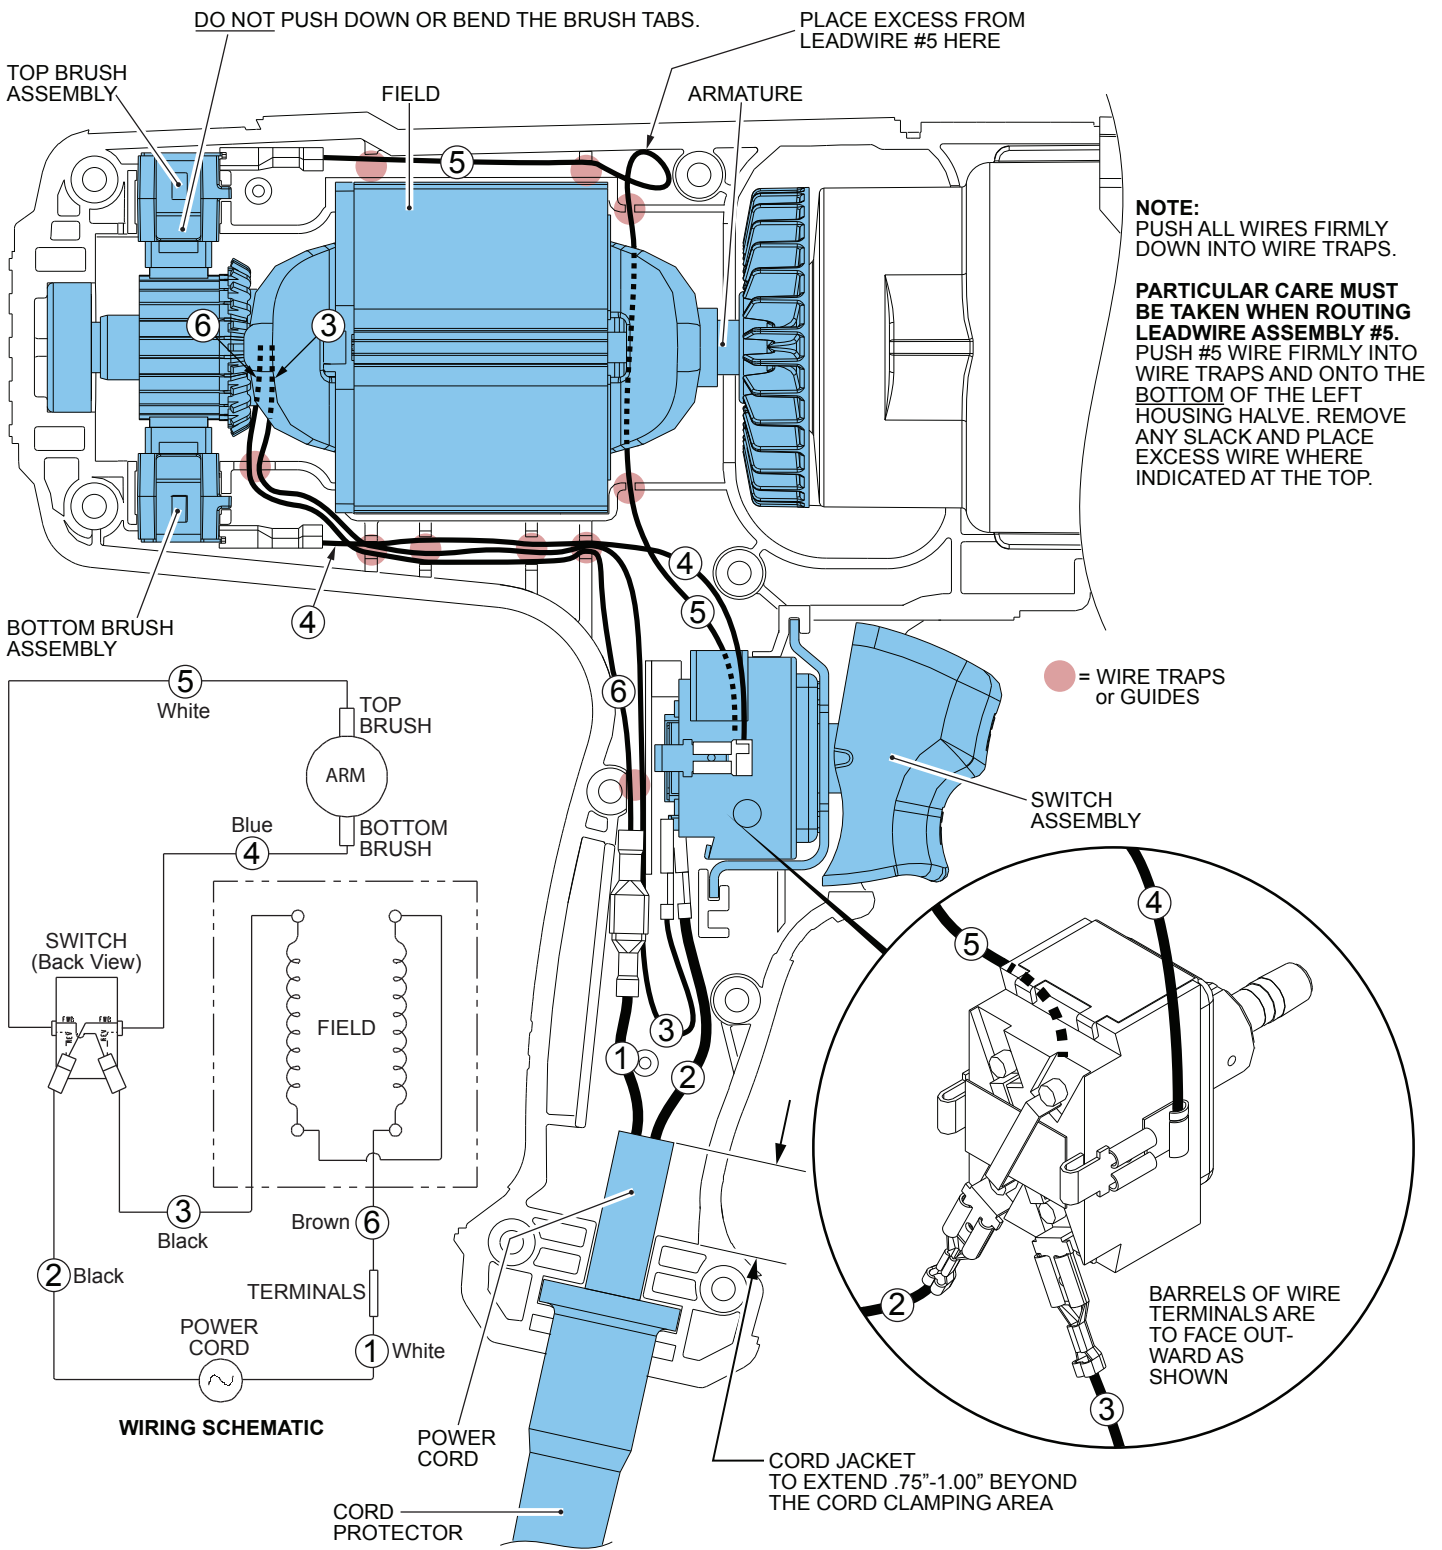 DO NOT PUSH DOWN OR BEND THE BRUSH TABS.
PLACE EXCESS FROM
LEADWIRE #5 HERE
TOP BRUSH
ASSEMBLY
FIELD
ARMATURE
5
NOTE:
PUSH ALL WIRES FIRMLY
DOWN INTO WIRE TRAPS.
PARTICULAR CARE MUST
BE TAKEN WHEN ROUTING
LEADWIRE ASSEMBLY #5.
PUSH #5 WIRE FIRMLY INTO
WIRE TRAPS AND ONTO THE
BOTTOM OF THE LEFT
HOUSING HALVE. REMOVE
ANY SLACK AND PLACE
EXCESS WIRE WHERE
INDICATED AT THE TOP.
6
3
4
5
4
BOTTOM BRUSH
ASSEMBLY
6
= WIRE TRAPS
or GUIDES
SWITCH
ASSEMBLY
5
White
TOP
BRUSH
ARM
BOTTOM
BRUSH
Blue
4
SWITCH
(Back View)
FWD
FWD
REV
REV
FIELD
3
Black
Brown 6
2 Black
TERMINALS
POWER
CORD
1 White
WIRING SCHEMATIC
3
1
2
4
5
2
3
BARRELS OF WIRE
TERMINALS ARE
TO FACE OUT-
WARD AS
SHOWN
POWER
CORD
CORD JACKET
TO EXTEND .75”-1.00” BEYOND
THE CORD CLAMPING AREA
CORD
PROTECTOR